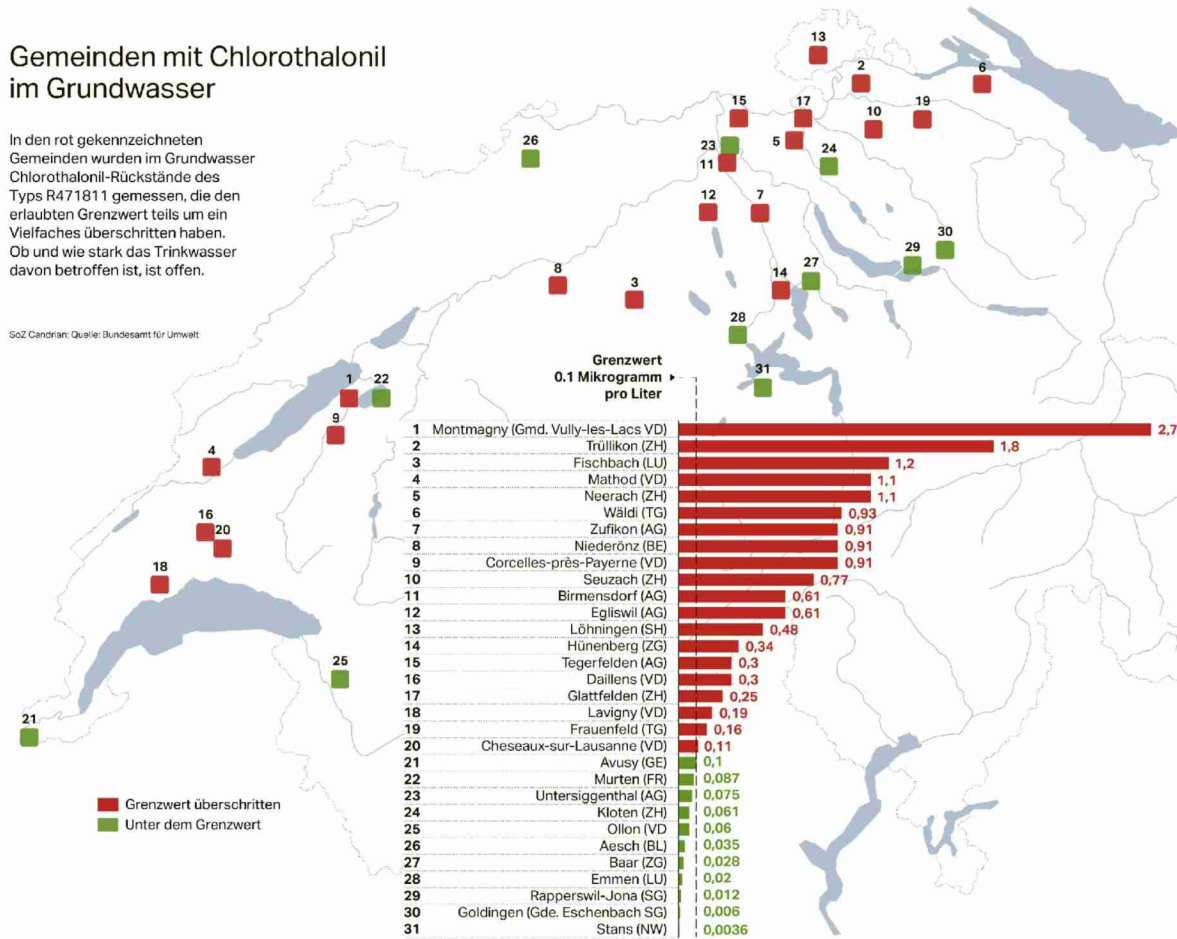 Gemeinden mit Chlorothalonil
im Grundwasser
In den rot gekennzeichneten
Gemeinden wurden im Grundwasser
Chlorothalonil-Rückstände des
Typs R471811 gemessen, die den
erlaubten Grenzwert teils um ein
Vielfaches überschritten haben.
Ob und wie stark das Trinkwasser
davon betroffen ist, ist offen.
SoZ Candrian; Quelle: Bundesamt für Umwelt
13
2
6
15
17
10
19
26
23
5
24
11
12
7
30
29
8
3
14
27
28
31
1
22
9
4
16
20
18
25
21
Grenzwert
0.1 Mikrogramm
pro Liter
1 Montmagny (Gmd. Vully-les-Lacs VD) 2,7
2 Trüllikon (ZH) 1,8
3 Fischbach (LU) 1,2
4 Mathod (VD) 1,1
5 Neerach (ZH) 1,1
6 Wäldi (TG) 0,93
7 Zufikon (AG) 0,91
8 Niederönz (BE) 0,91
9 Corcelles-près-Payerne (VD) 0,91
10 Seuzach (ZH) 0,77
11 Birmensdorf (AG) 0,61
12 Egliswil (AG) 0,61
13 Löhningen (SH) 0,48
14 Hünenberg (ZG) 0,34
15 Tegerfelden (AG) 0,3
16 Daillens (VD) 0,3
17 Glattfelden (ZH) 0,25
18 Lavigny (VD) 0,19
19 Frauenfeld (TG) 0,16
20 Cheseaux-sur-Lausanne (VD) 0,11
21 Avusy (GE) 0,1
22 Murten (FR) 0,087
23 Untersiggenthal (AG) 0,075
24 Kloten (ZH) 0,061
25 Ollon (VD 0,06
26 Aesch (BL) 0,035
27 Baar (ZG) 0,028
28 Emmen (LU) 0,02
29 Rapperswil-Jona (SG) 0,012
30 Goldingen (Gde. Eschenbach SG) 0,006
31 Stans (NW) 0,0036
Grenzwert überschritten
Unter dem Grenzwert